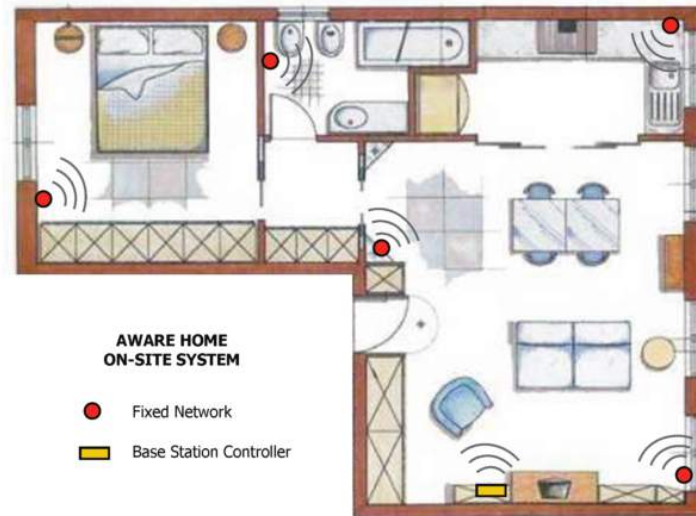 AWARE HOME
ON-SITE SYSTEM
Fixed Network
Base Station Controller